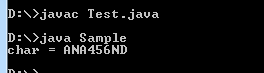 D:\>javac Test.java
D:\>java Sample
char = ANA456ND
D:\>